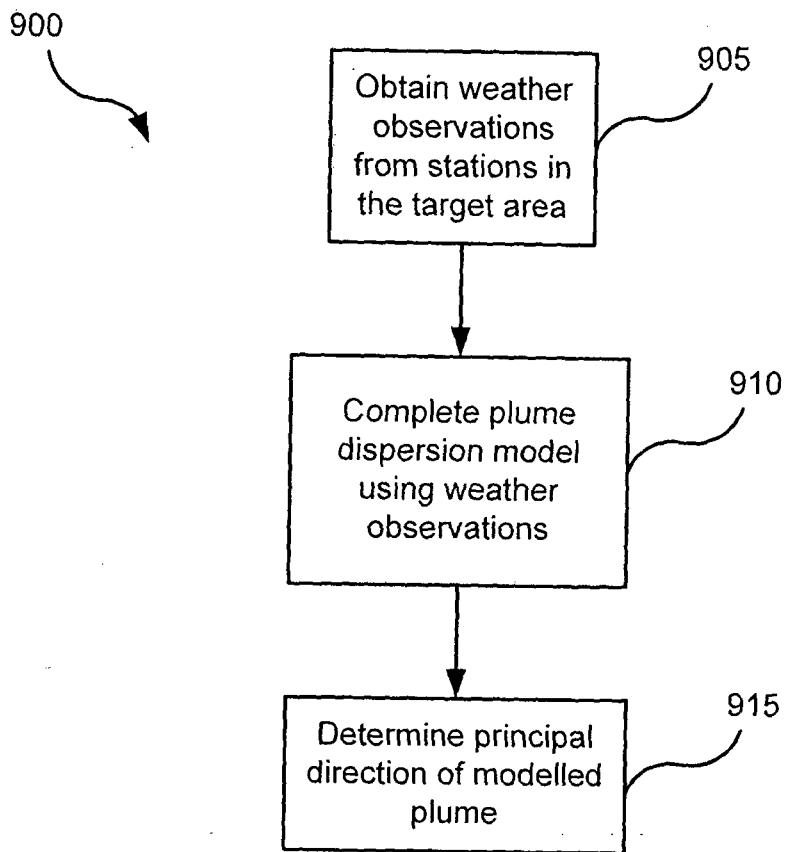 900
905
Obtain weather
observations
from stations in
the target area
910
Complete plume
dispersion model
using weather
observations
915
Determine principal
direction of modelled
plume